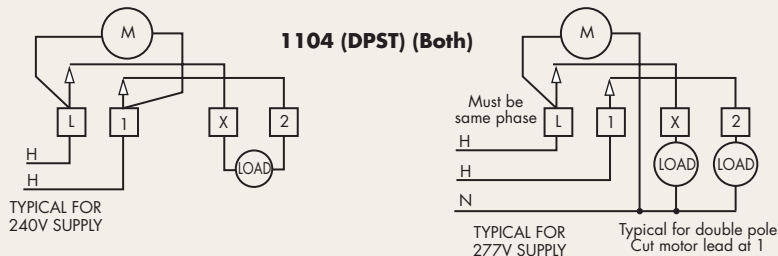 1104 (DPST) (Both)
M
L
1
X
2
H
H
LOAD
TYPICAL FOR
240V SUPPLY
M
Must be
same phase
L
1
X
2
H
H
N
LOAD
LOAD
TYPICAL FOR
277V SUPPLY
Typical for double pole
Cut motor lead at 1